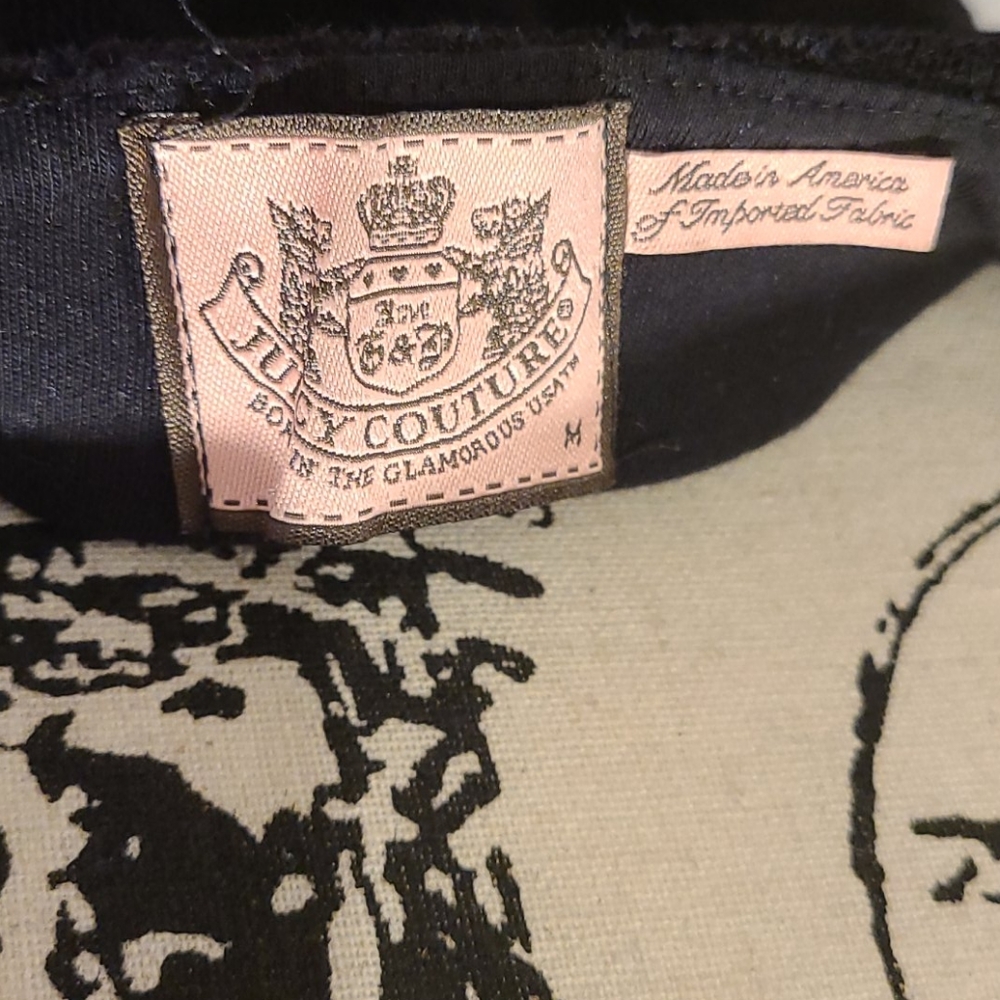 Love
G&P
JUICY COUTURE®
BORN IN THE GLAMOROUS USA™
M
Made in America
of Imported Fabric